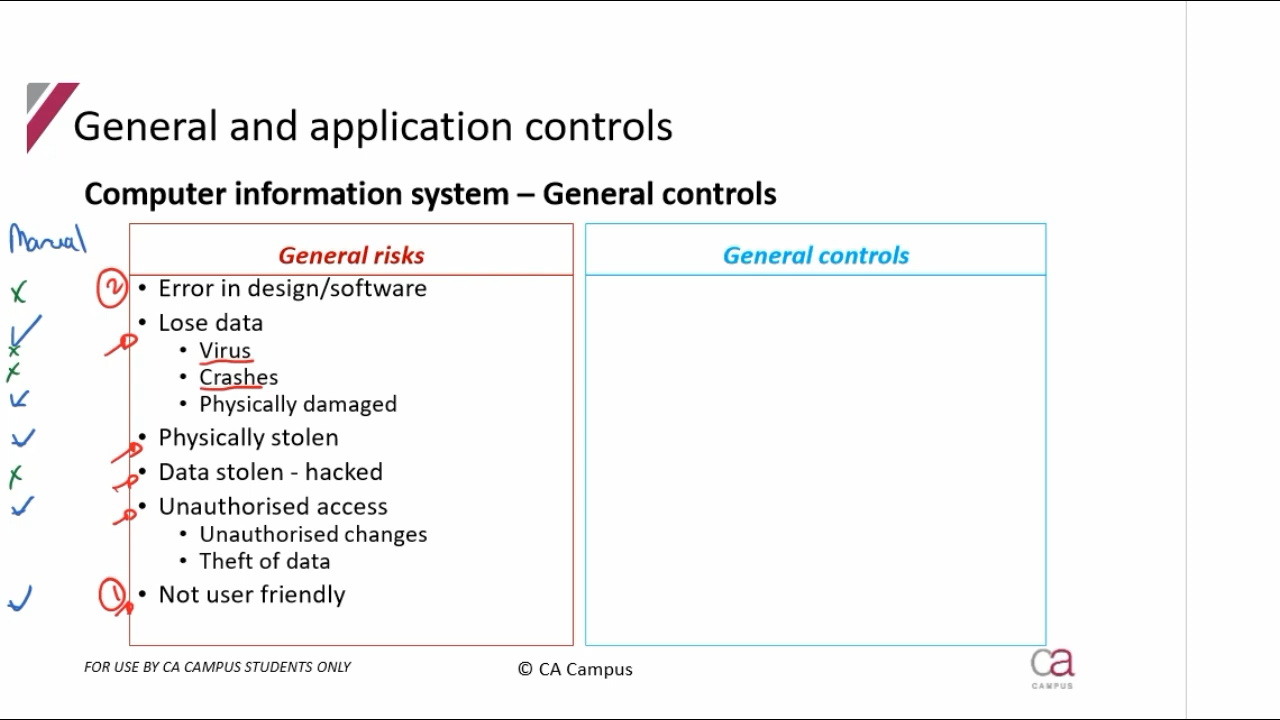 General and application controls
Computer information system – General controls
Manual
General risks
General controls
2
• Error in design/software
• Lose data
• Virus
• Crashes
• Physically damaged
• Physically stolen
• Data stolen - hacked
• Unauthorised access
• Unauthorised changes
• Theft of data
1
• Not user friendly
FOR USE BY CA CAMPUS STUDENTS ONLY
© CA Campus
ca
CAMPUS